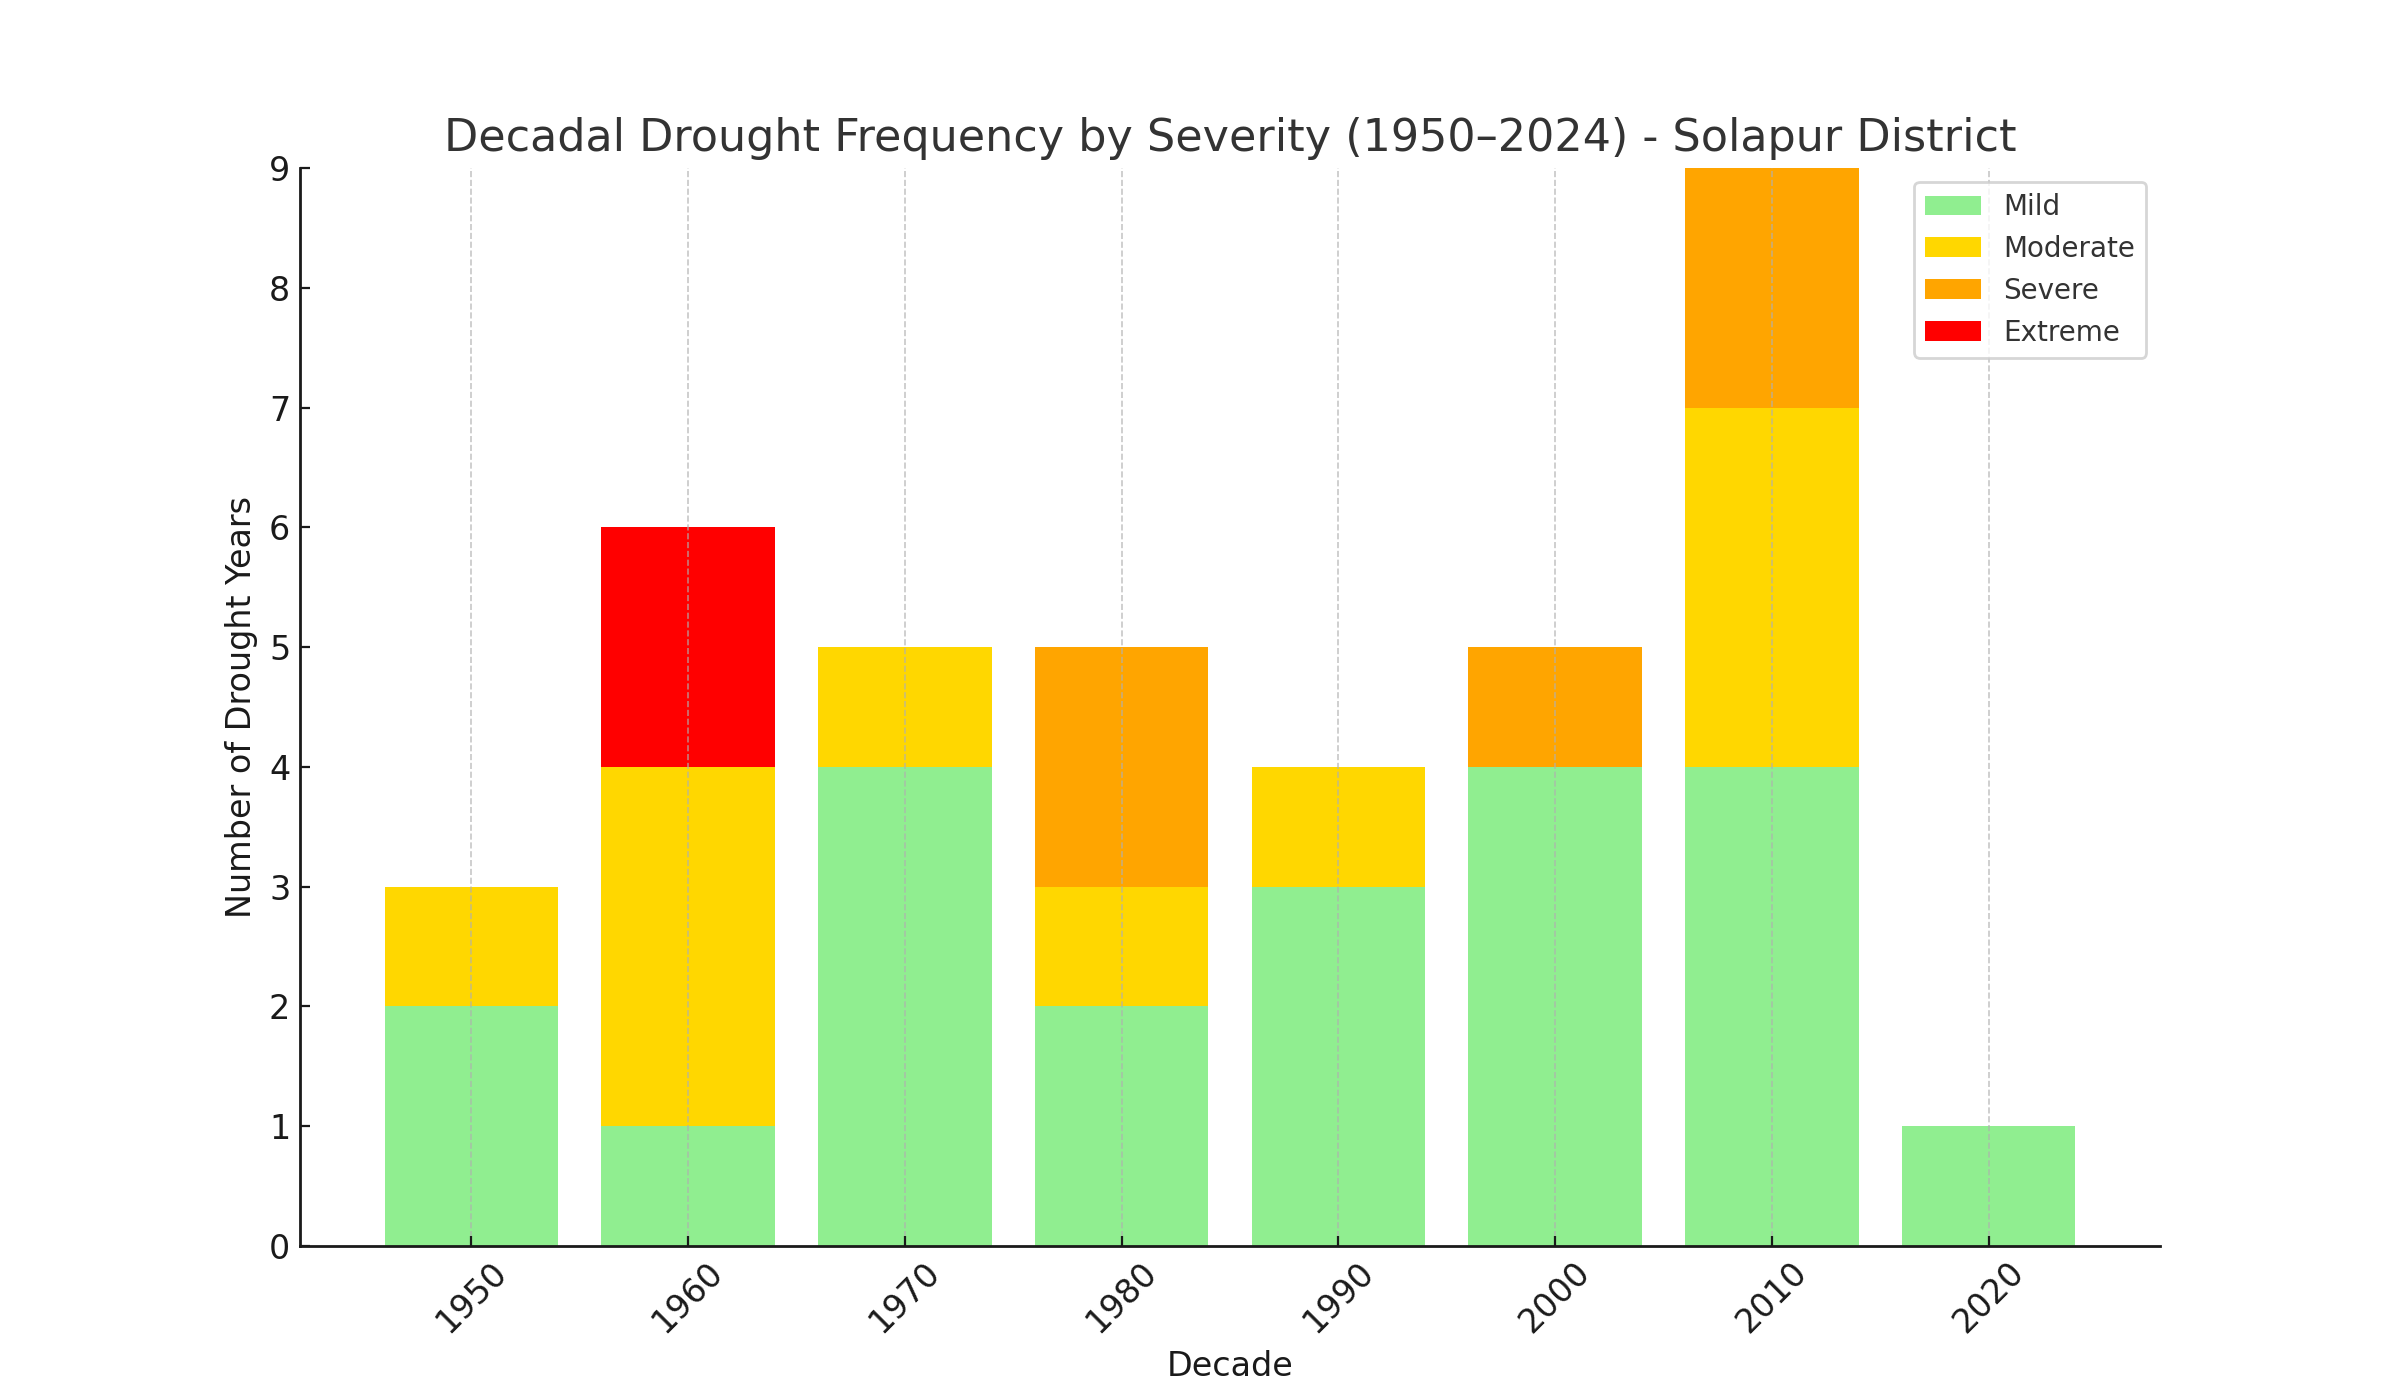 Decadal Drought Frequency by Severity (1950–2024) - Solapur District
Mild
Moderate
Severe
Extreme
Number of Drought Years
9
8
7
6
5
4
3
2
1
0
1950
1960
1970
1980
1990
2000
2010
2020
Decade